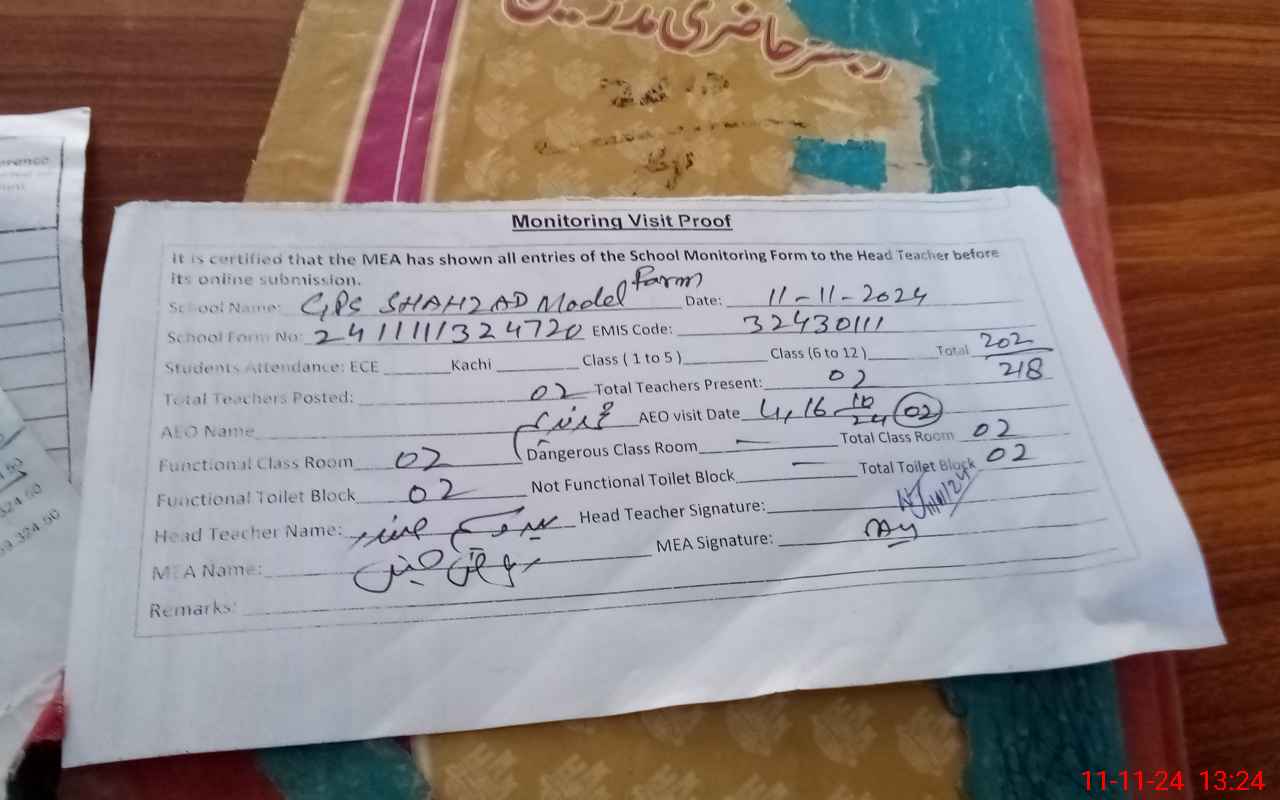 رجسٹر حاضری مدرسین
Monitoring Visit Proof
It is certified that the MEA has shown all entries of the School Monitoring Form to the Head Teacher before
its online submission.
School Name: GPS SHAHZAD Model Farm Date: 11-11-2024
School Form No: 2411111324720 EMIS Code: 32430111
Students Attendance: ECE Kachi Class ( 1 to 5 ) Class (6 to 12 ) Total 202
218
Total Teachers Posted: 02 Total Teachers Present: 02
AEO Name AEO visit Date 4,16 10/24 02
Functional Class Room 02 Dangerous Class Room — Total Class Room 02
Functional Toilet Block 02 Not Functional Toilet Block — Total Toilet Block 02
Head Teacher Name: Head Teacher Signature:
MEA Name: MEA Signature:
Remarks:
11-11-24 13:24